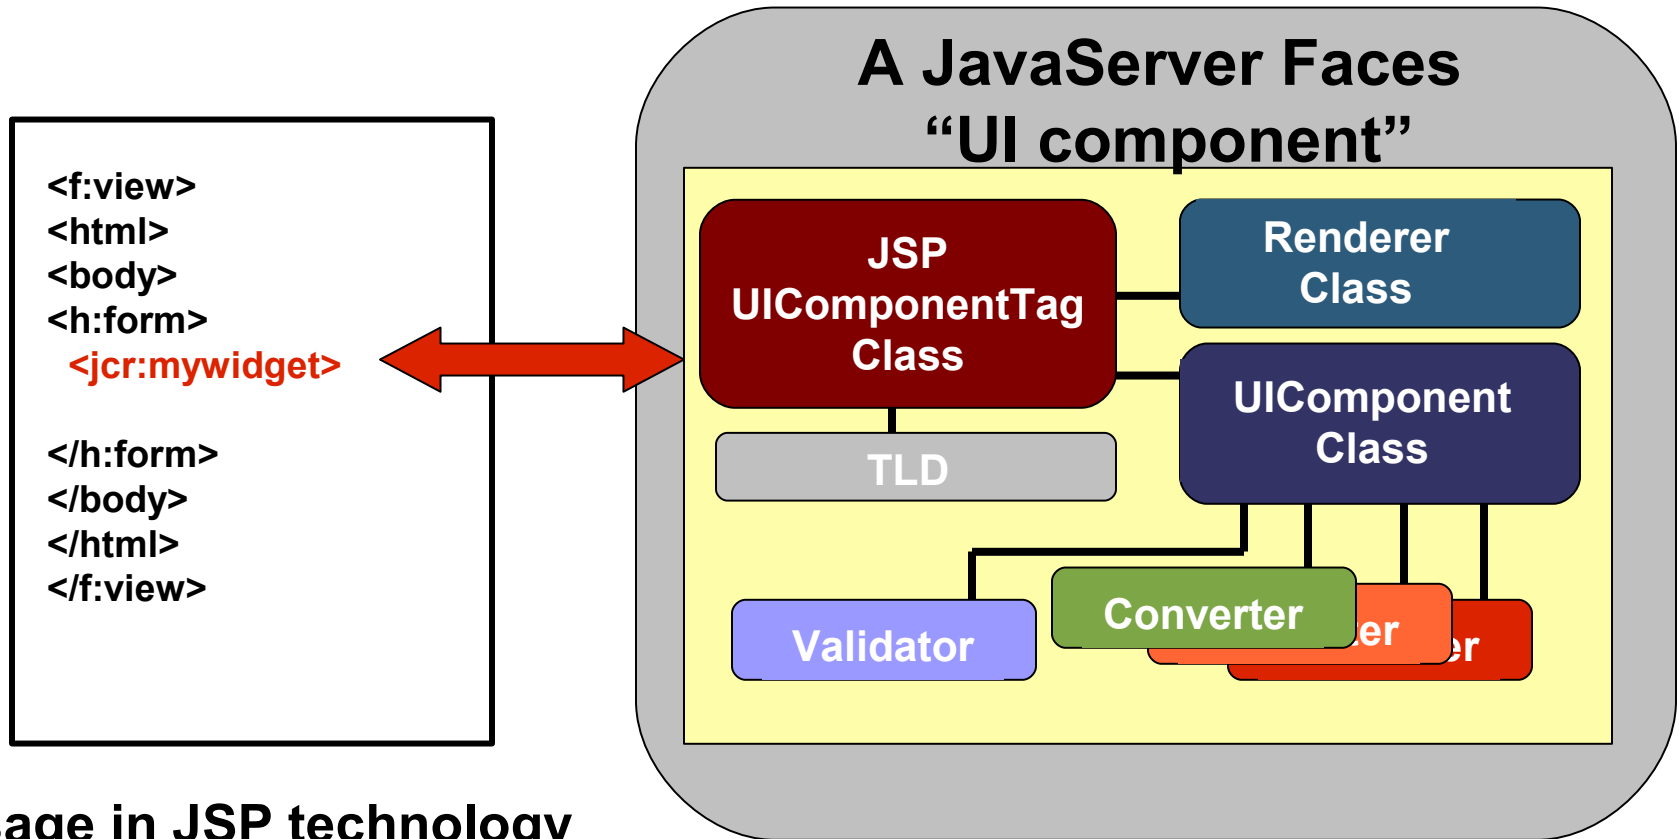 A JavaServer Faces
“UI component”
<f:view>
<html>
<body>
<h:form>
<jcr:mywidget>
</h:form>
</body>
</html>
</f:view>
JSP
UIComponentTag
Class
Renderer
Class
UIComponent
Class
TLD
Validator
Converter
in JSP technology